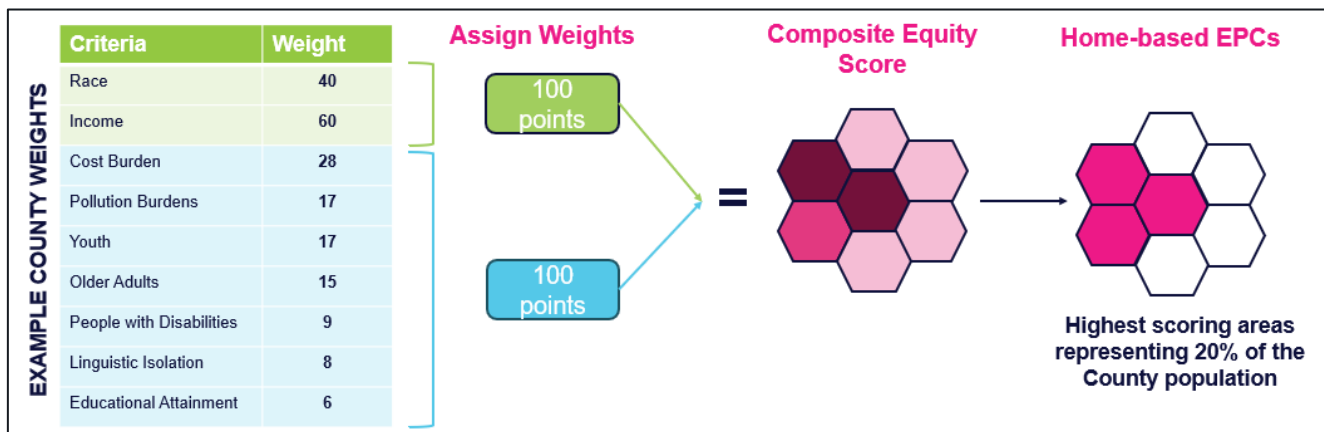 EXAMPLE COUNTY WEIGHTS
Criteria Weight
Race 40
Income 60
Cost Burden 28
Pollution Burdens 17
Youth 17
Older Adults 15
People with Disabilities 9
Linguistic Isolation 8
Educational Attainment 6
Assign Weights
100
points
100
points
=
Composite Equity
Score
Home-based EPCs
Highest scoring areas
representing 20% of the
County population